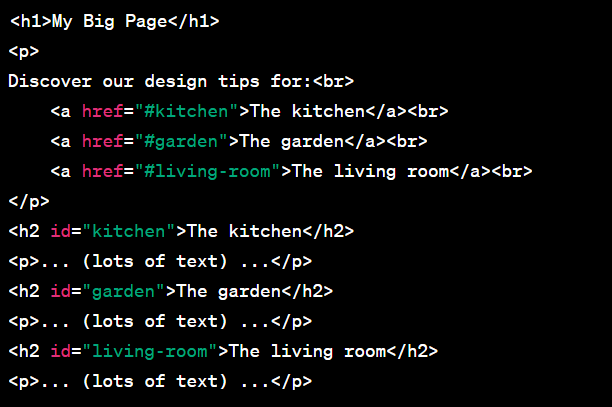 <h1>My Big Page</h1>
<p>
Discover our design tips for:<br>
    <a href="#kitchen">The kitchen</a><br>
    <a href="#garden">The garden</a><br>
    <a href="#living-room">The living room</a><br>
</p>
<h2 id="kitchen">The kitchen</h2>
<p>... (lots of text) ...</p>
<h2 id="garden">The garden</h2>
<p>... (lots of text) ...</p>
<h2 id="living-room">The living room</h2>
<p>... (lots of text) ...</p>